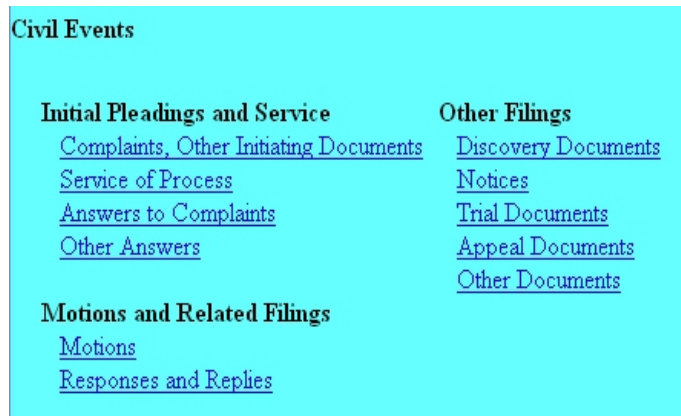 Civil Events
Initial Pleadings and Service
Complaints, Other Initiating Documents
Service of Process
Answers to Complaints
Other Answers
Motions and Related Filings
Motions
Responses and Replies
Other Filings
Discovery Documents
Notices
Trial Documents
Appeal Documents
Other Documents